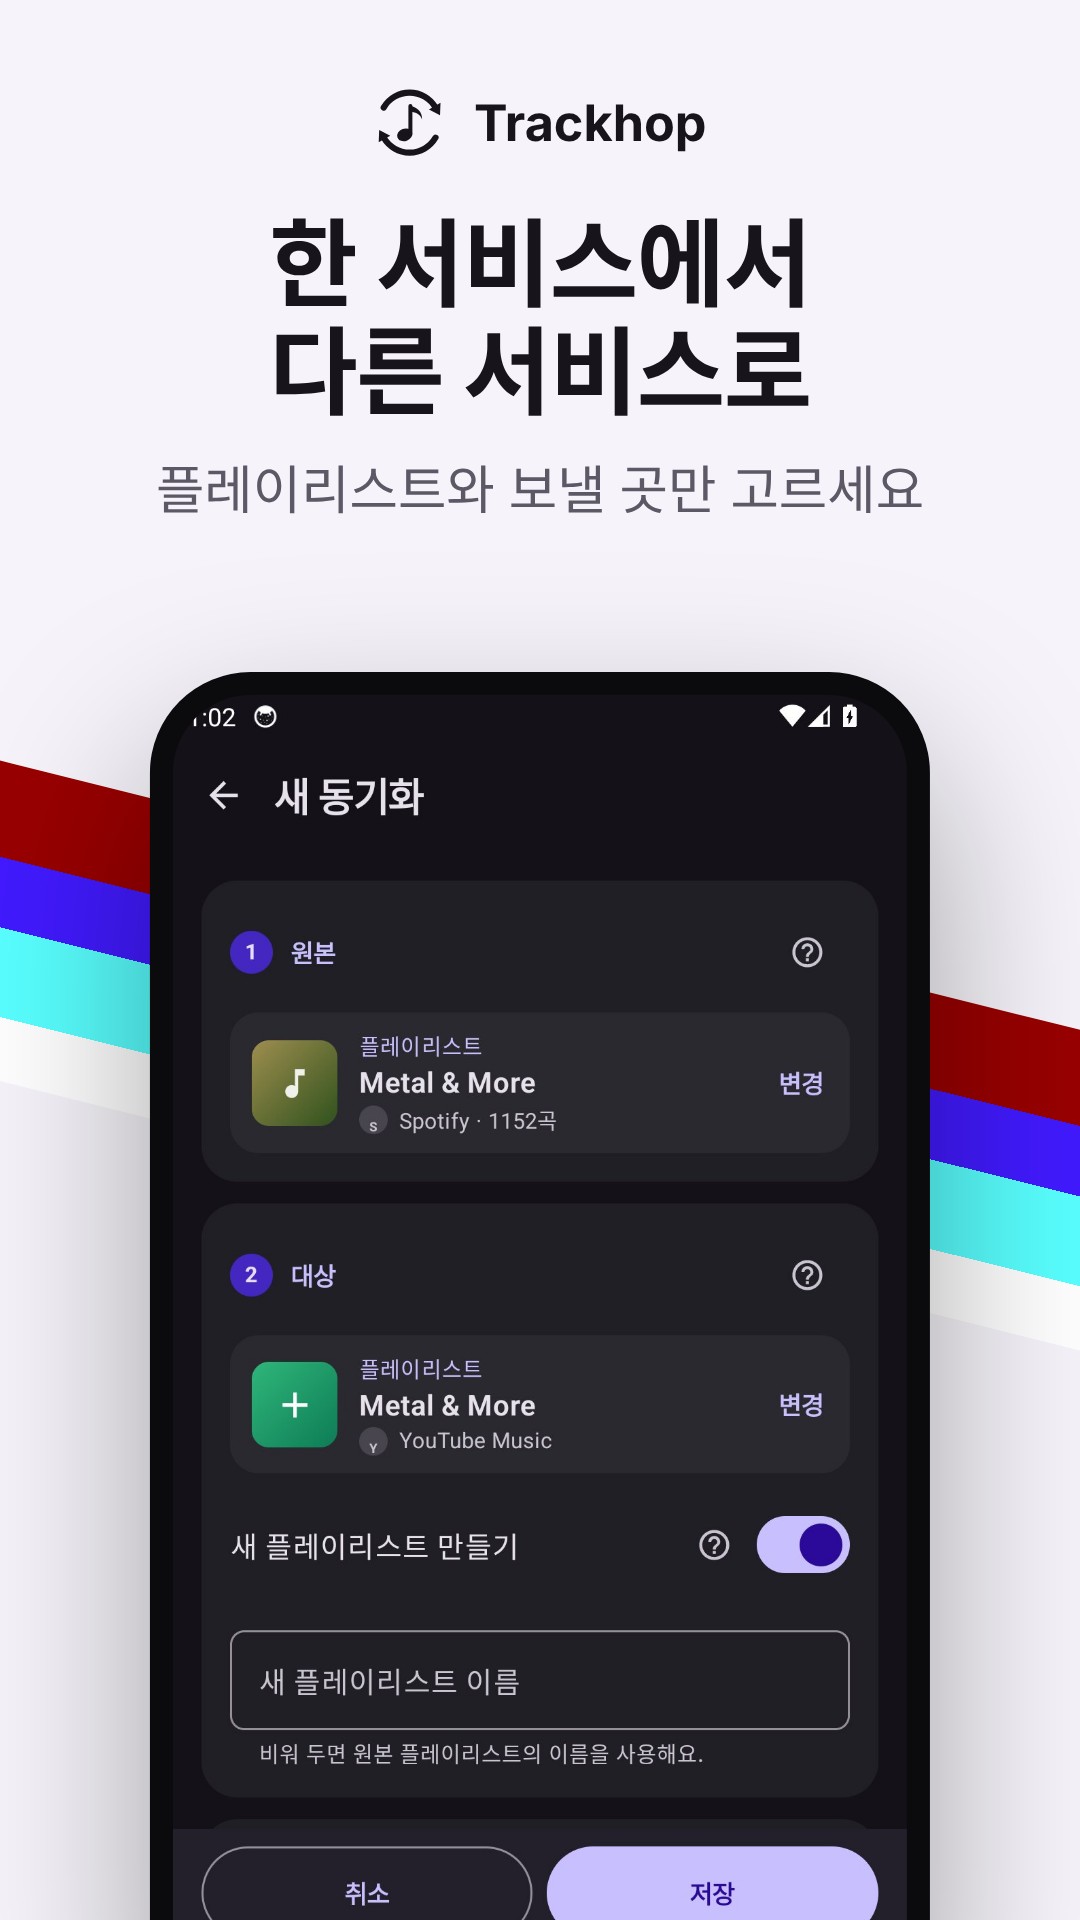 Trackhop
한 서비스에서
다른 서비스로
플레이리스트와 보낼 곳만 고르세요
:02
새 동기화
1 원본
플레이리스트
Metal & More
변경
S Spotify · 1152곡
2 대상
플레이리스트
Metal & More
변경
Y YouTube Music
새 플레이리스트 만들기
새 플레이리스트 이름
비워 두면 원본 플레이리스트의 이름을 사용해요.
취소 저장